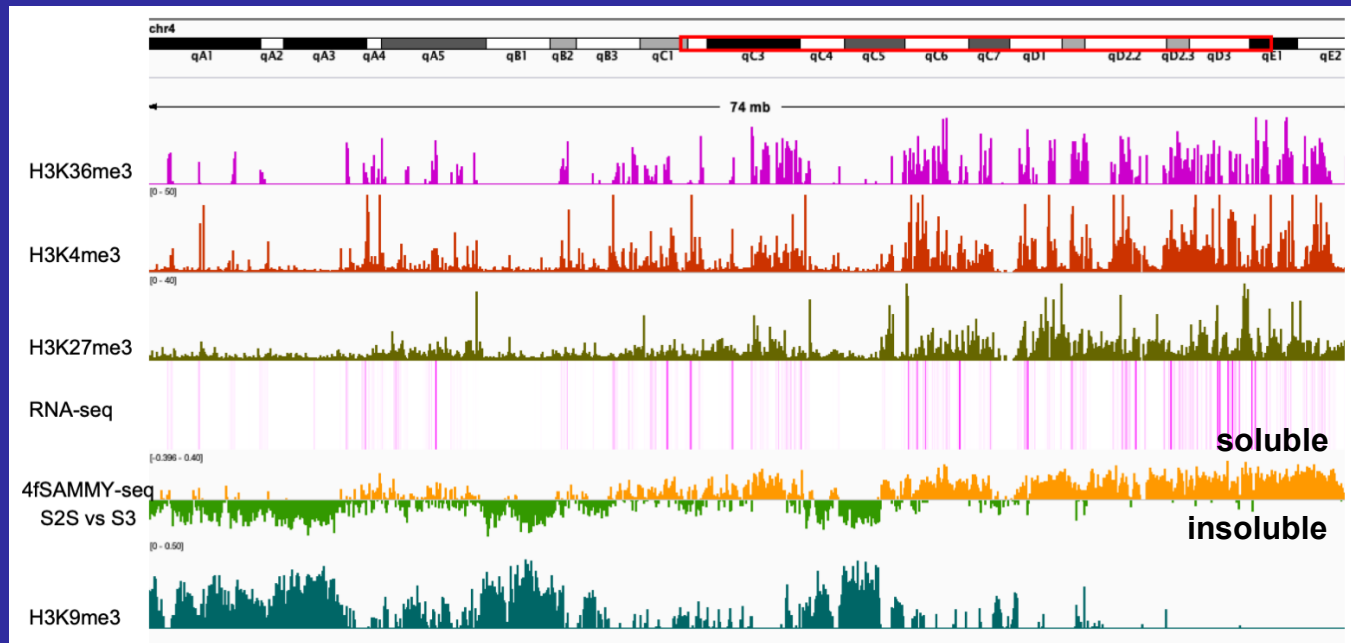 chr4
qA1 qA2 qA3 qA4 qA5 qB1 qB2 qB3 qC1 qC3 qC4 qC5 qC6 qC7 qD1 qD2.2 qD2.3 qD3 qE1 qE2
74 mb
H3K36me3
[0 - 50]
H3K4me3
[0 - 40]
H3K27me3
RNA-seq
soluble
[-0.396 - 0.40]
4fSAMMY-seq
S2S vs S3
insoluble
[0 - 0.50]
H3K9me3